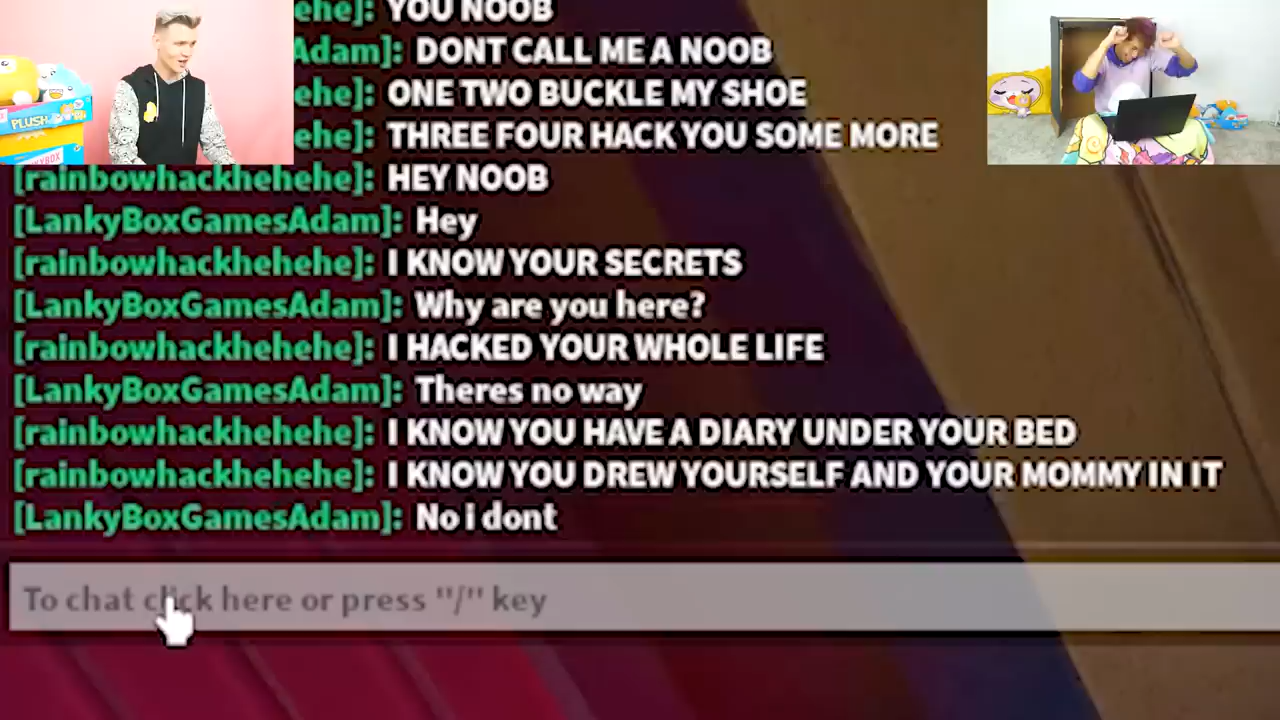 ehe]: YOU NOOB
Adam]: DONT CALL ME A NOOB
ehe]: ONE TWO BUCKLE MY SHOE
ehe]: THREE FOUR HACK YOU SOME MORE
[rainbowhackhehehe]: HEY NOOB
[LankyBoxGamesAdam]: Hey
[rainbowhackhehehe]: I KNOW YOUR SECRETS
[LankyBoxGamesAdam]: Why are you here?
[rainbowhackhehehe]: I HACKED YOUR WHOLE LIFE
[LankyBoxGamesAdam]: Theres no way
[rainbowhackhehehe]: I KNOW YOU HAVE A DIARY UNDER YOUR BED
[rainbowhackhehehe]: I KNOW YOU DREW YOURSELF AND YOUR MOMMY IN IT
[LankyBoxGamesAdam]: No i dont
To chat click here or press "/" key
PLUSH